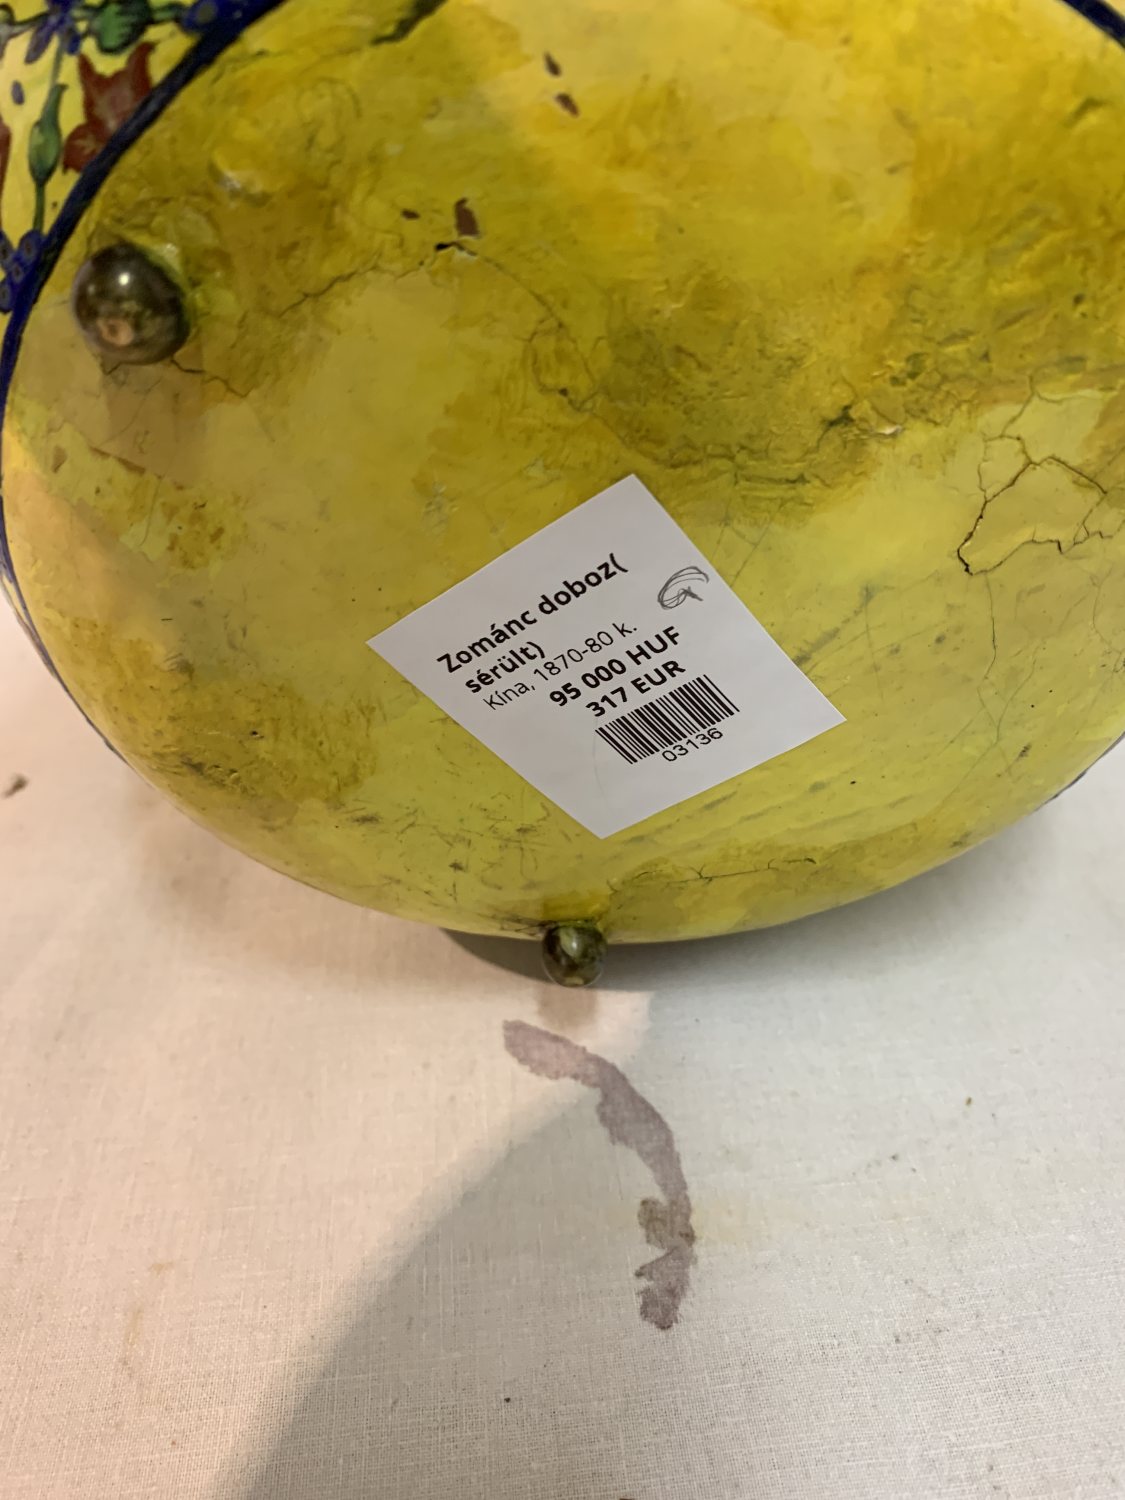 Zománc doboz(
sérült)
Kína, 1870-80 k.
95 000 HUF
317 EUR
03136